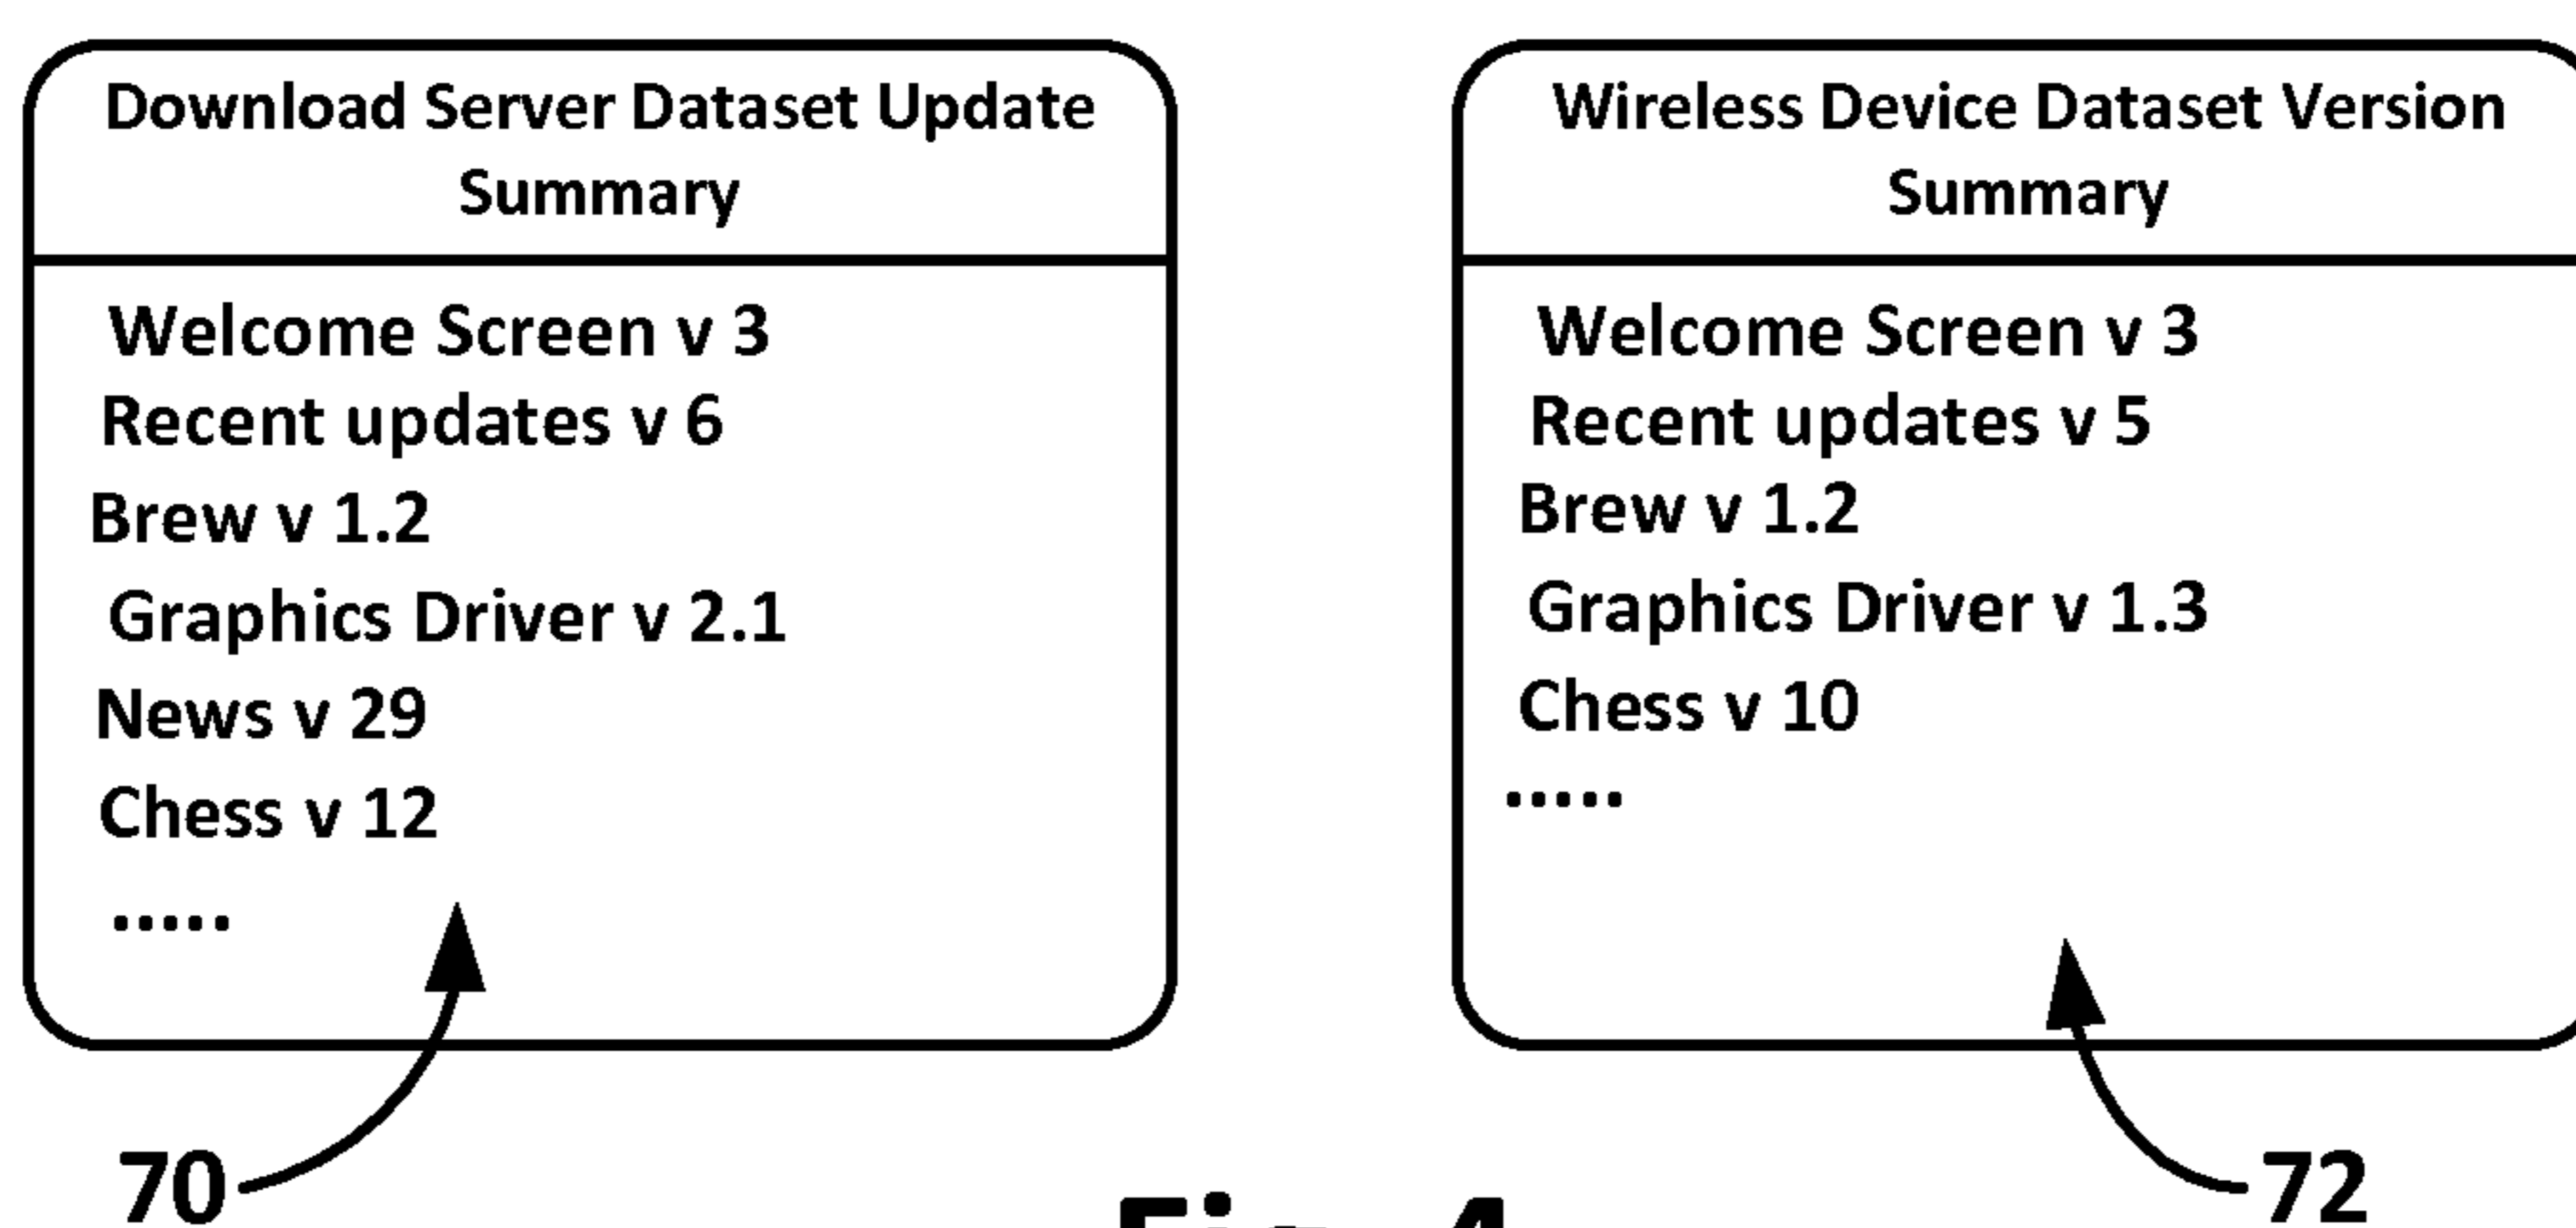 Download Server Dataset Update
Summary
Welcome Screen v 3
Recent updates v 6
Brew v 1.2
Graphics Driver v 2.1
News v 29
Chess v 12
.....
70
Wireless Device Dataset Version
Summary
Welcome Screen v 3
Recent updates v 5
Brew v 1.2
Graphics Driver v 1.3
Chess v 10
.....
72